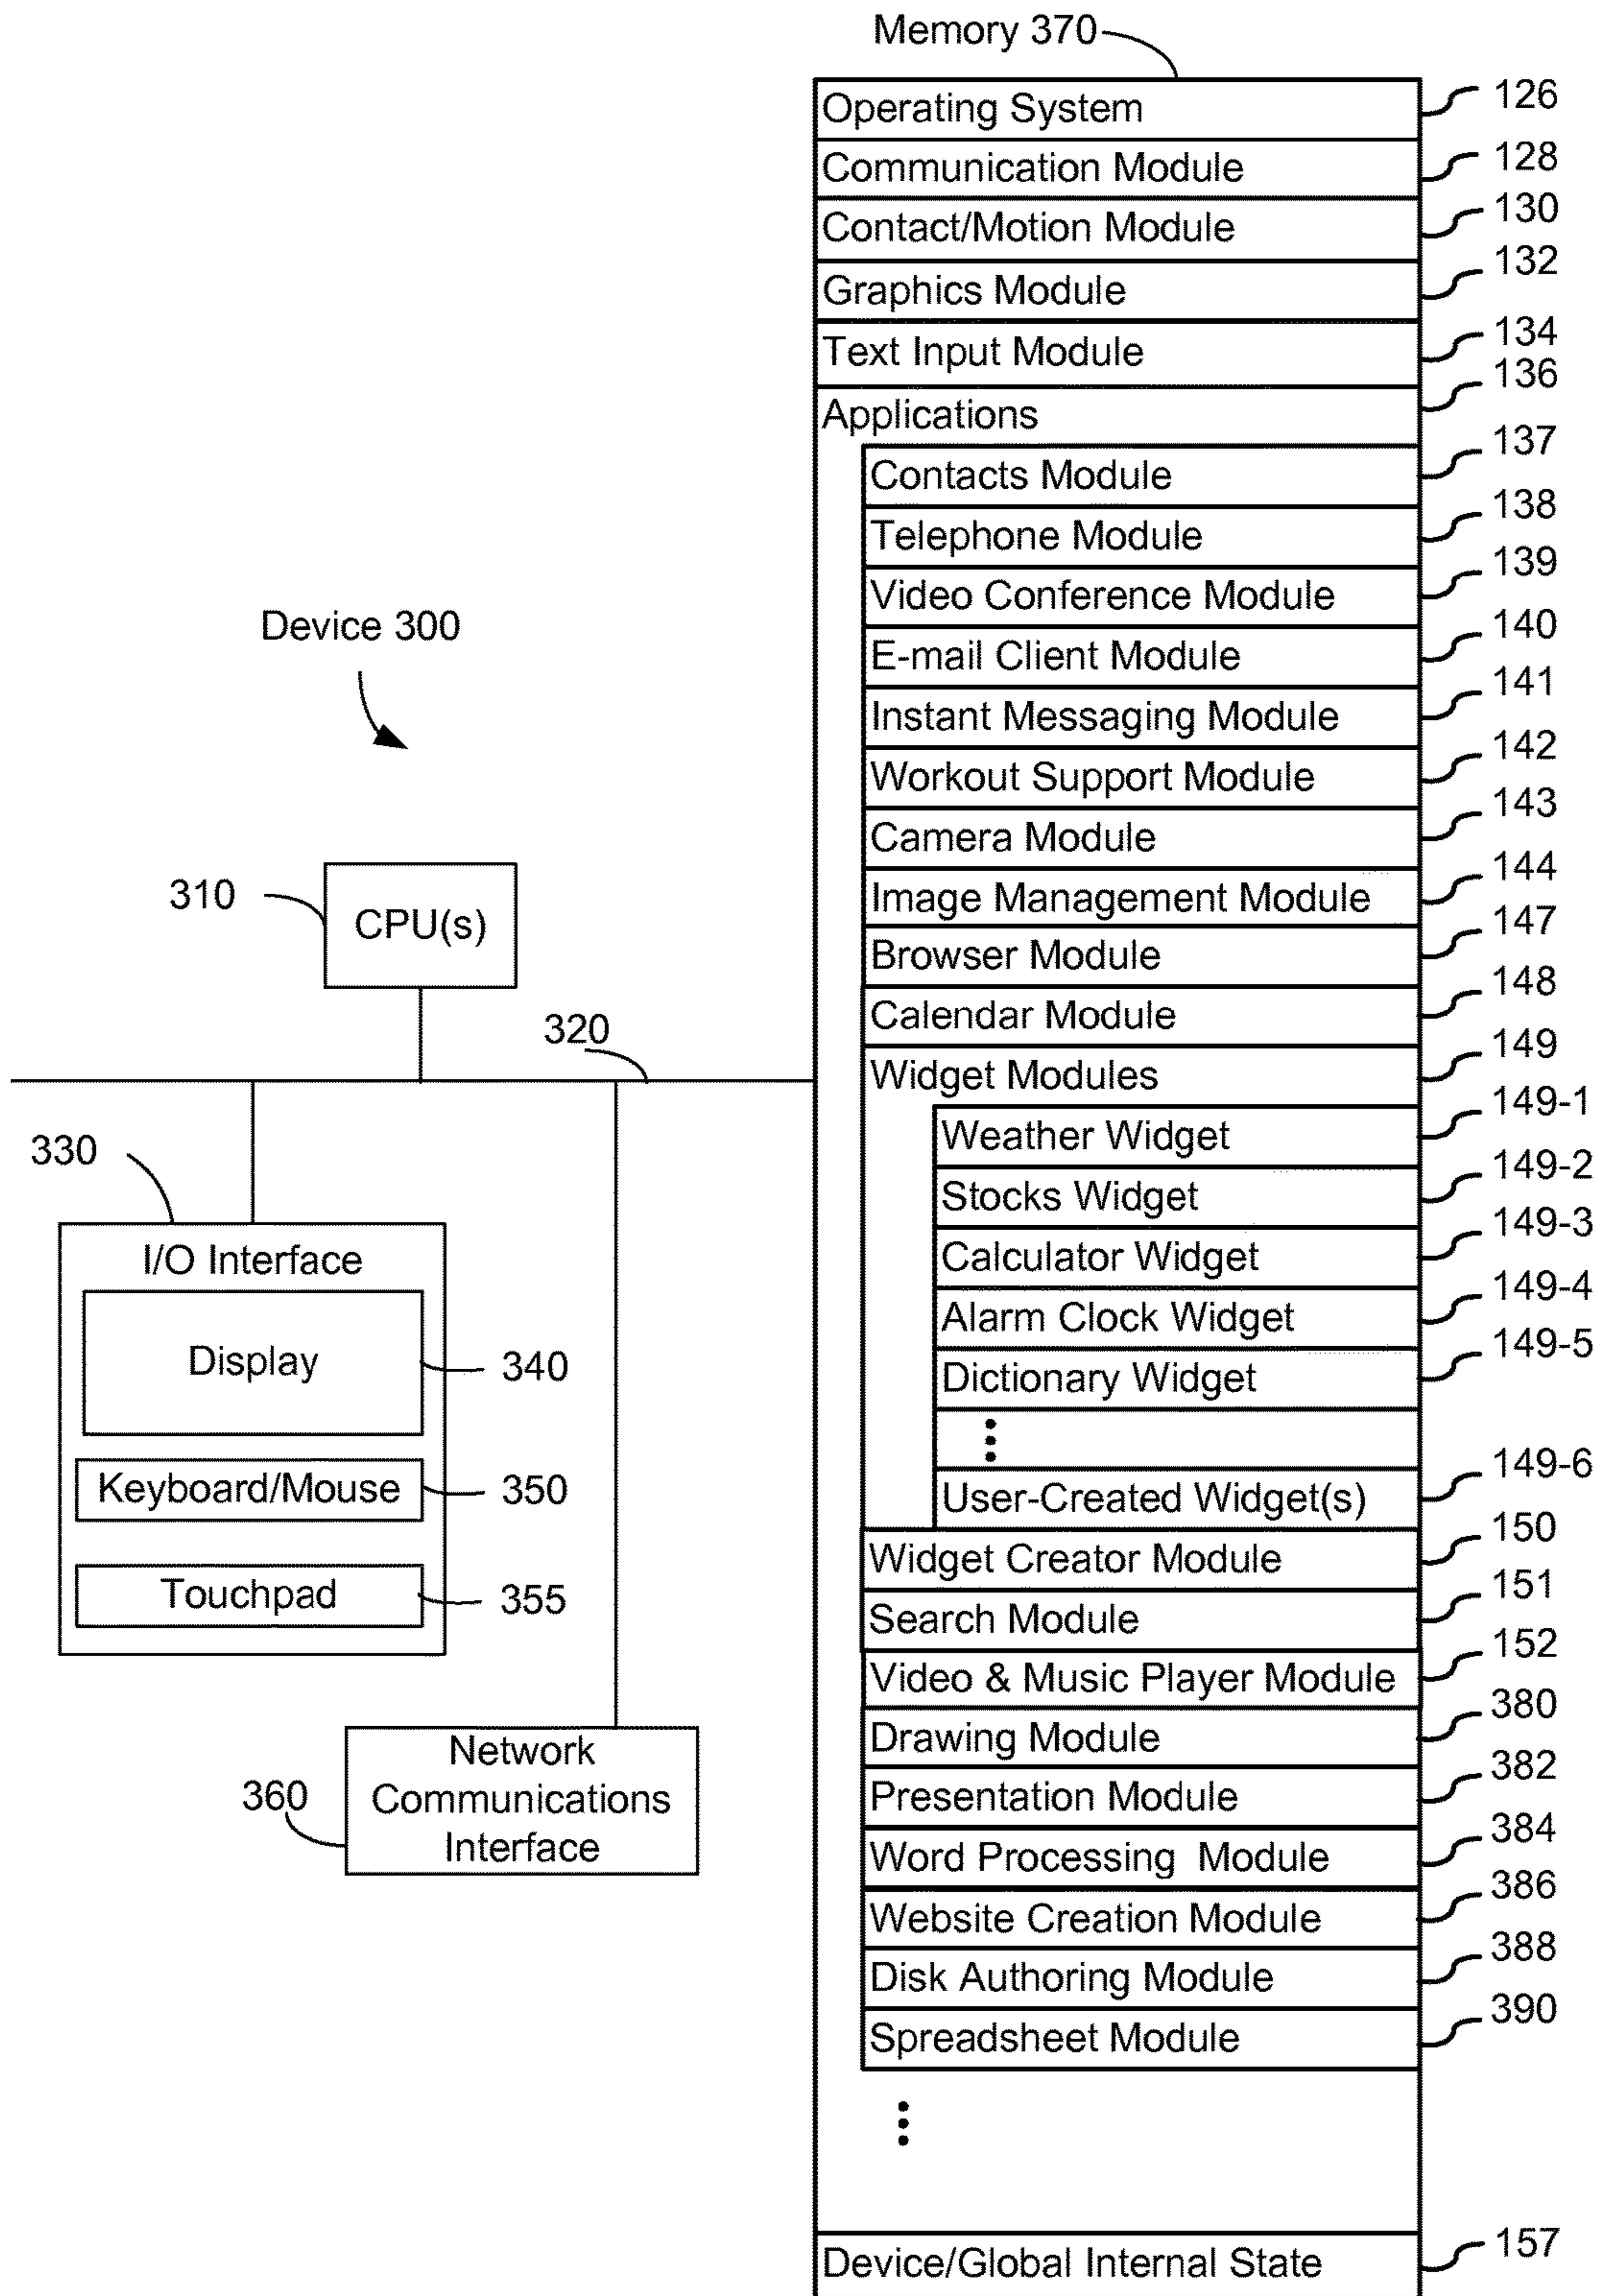 Memory 370
Operating System 126
Communication Module 128
Contact/Motion Module 130
Graphics Module 132
Text Input Module 134
Applications 136
Contacts Module 137
Telephone Module 138
Video Conference Module 139
E-mail Client Module 140
Instant Messaging Module 141
Workout Support Module 142
Camera Module 143
Image Management Module 144
Browser Module 147
Calendar Module 148
Widget Modules 149
Weather Widget 149-1
Stocks Widget 149-2
Calculator Widget 149-3
Alarm Clock Widget 149-4
Dictionary Widget 149-5
User-Created Widget(s) 149-6
Widget Creator Module 150
Search Module 151
Video & Music Player Module 152
Drawing Module 380
Presentation Module 382
Word Processing Module 384
Website Creation Module 386
Disk Authoring Module 388
Spreadsheet Module 390
Device/Global Internal State 157
Device 300
310
CPU(s)
320
330
I/O Interface
Display 340
Keyboard/Mouse 350
Touchpad 355
360
Network
Communications
Interface